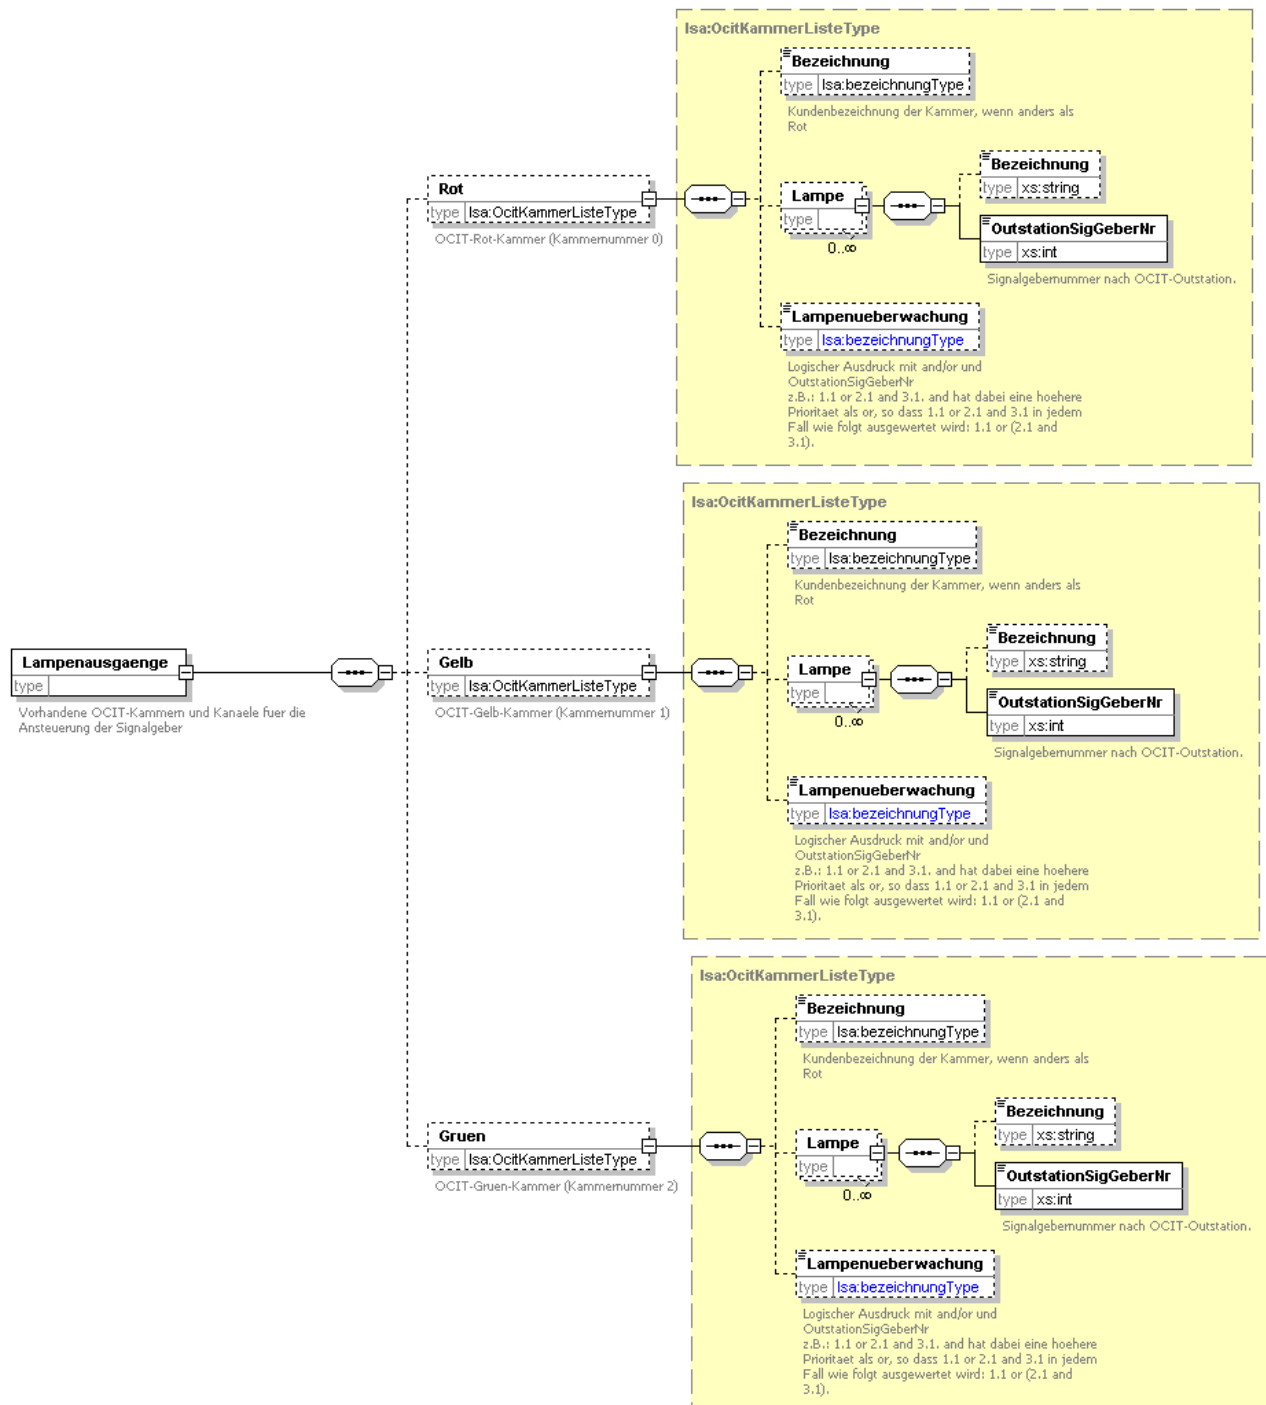 lsa:OcitKammerListeType
Bezeichnung
type lsa:bezeichnungType
Kundenbezeichnung der Kammer, wenn anders als
Rot
Rot
type lsa:OcitKammerListeType
OCIT-Rot-Kammer (Kammernummer 0)
Lampe
type
0..∞
Bezeichnung
type xs:string
OutstationSigGeberNr
type xs:int
Signalgebernummer nach OCIT-Outstation.
Lampenueberwachung
type lsa:bezeichnungType
Logischer Ausdruck mit and/or und
OutstationSigGeberNr
z.B.: 1.1 or 2.1 and 3.1. and hat dabei eine hoehere
Prioritaet als or, so dass 1.1 or 2.1 and 3.1 in jedem
Fall wie folgt ausgewertet wird: 1.1 or (2.1 and
3.1).
Lampenausgaenge
type
Vorhandene OCIT-Kammern und Kanaele fuer die
Ansteuerung der Signalgeber
lsa:OcitKammerListeType
Bezeichnung
type lsa:bezeichnungType
Kundenbezeichnung der Kammer, wenn anders als
Rot
Gelb
type lsa:OcitKammerListeType
OCIT-Gelb-Kammer (Kammernummer 1)
Lampe
type
0..∞
Bezeichnung
type xs:string
OutstationSigGeberNr
type xs:int
Signalgebernummer nach OCIT-Outstation.
Lampenueberwachung
type lsa:bezeichnungType
Logischer Ausdruck mit and/or und
OutstationSigGeberNr
z.B.: 1.1 or 2.1 and 3.1. and hat dabei eine hoehere
Prioritaet als or, so dass 1.1 or 2.1 and 3.1 in jedem
Fall wie folgt ausgewertet wird: 1.1 or (2.1 and
3.1).
lsa:OcitKammerListeType
Bezeichnung
type lsa:bezeichnungType
Kundenbezeichnung der Kammer, wenn anders als
Rot
Gruen
type lsa:OcitKammerListeType
OCIT-Gruen-Kammer (Kammernummer 2)
Lampe
type
0..∞
Bezeichnung
type xs:string
OutstationSigGeberNr
type xs:int
Signalgebernummer nach OCIT-Outstation.
Lampenueberwachung
type lsa:bezeichnungType
Logischer Ausdruck mit and/or und
OutstationSigGeberNr
z.B.: 1.1 or 2.1 and 3.1. and hat dabei eine hoehere
Prioritaet als or, so dass 1.1 or 2.1 and 3.1 in jedem
Fall wie folgt ausgewertet wird: 1.1 or (2.1 and
3.1).